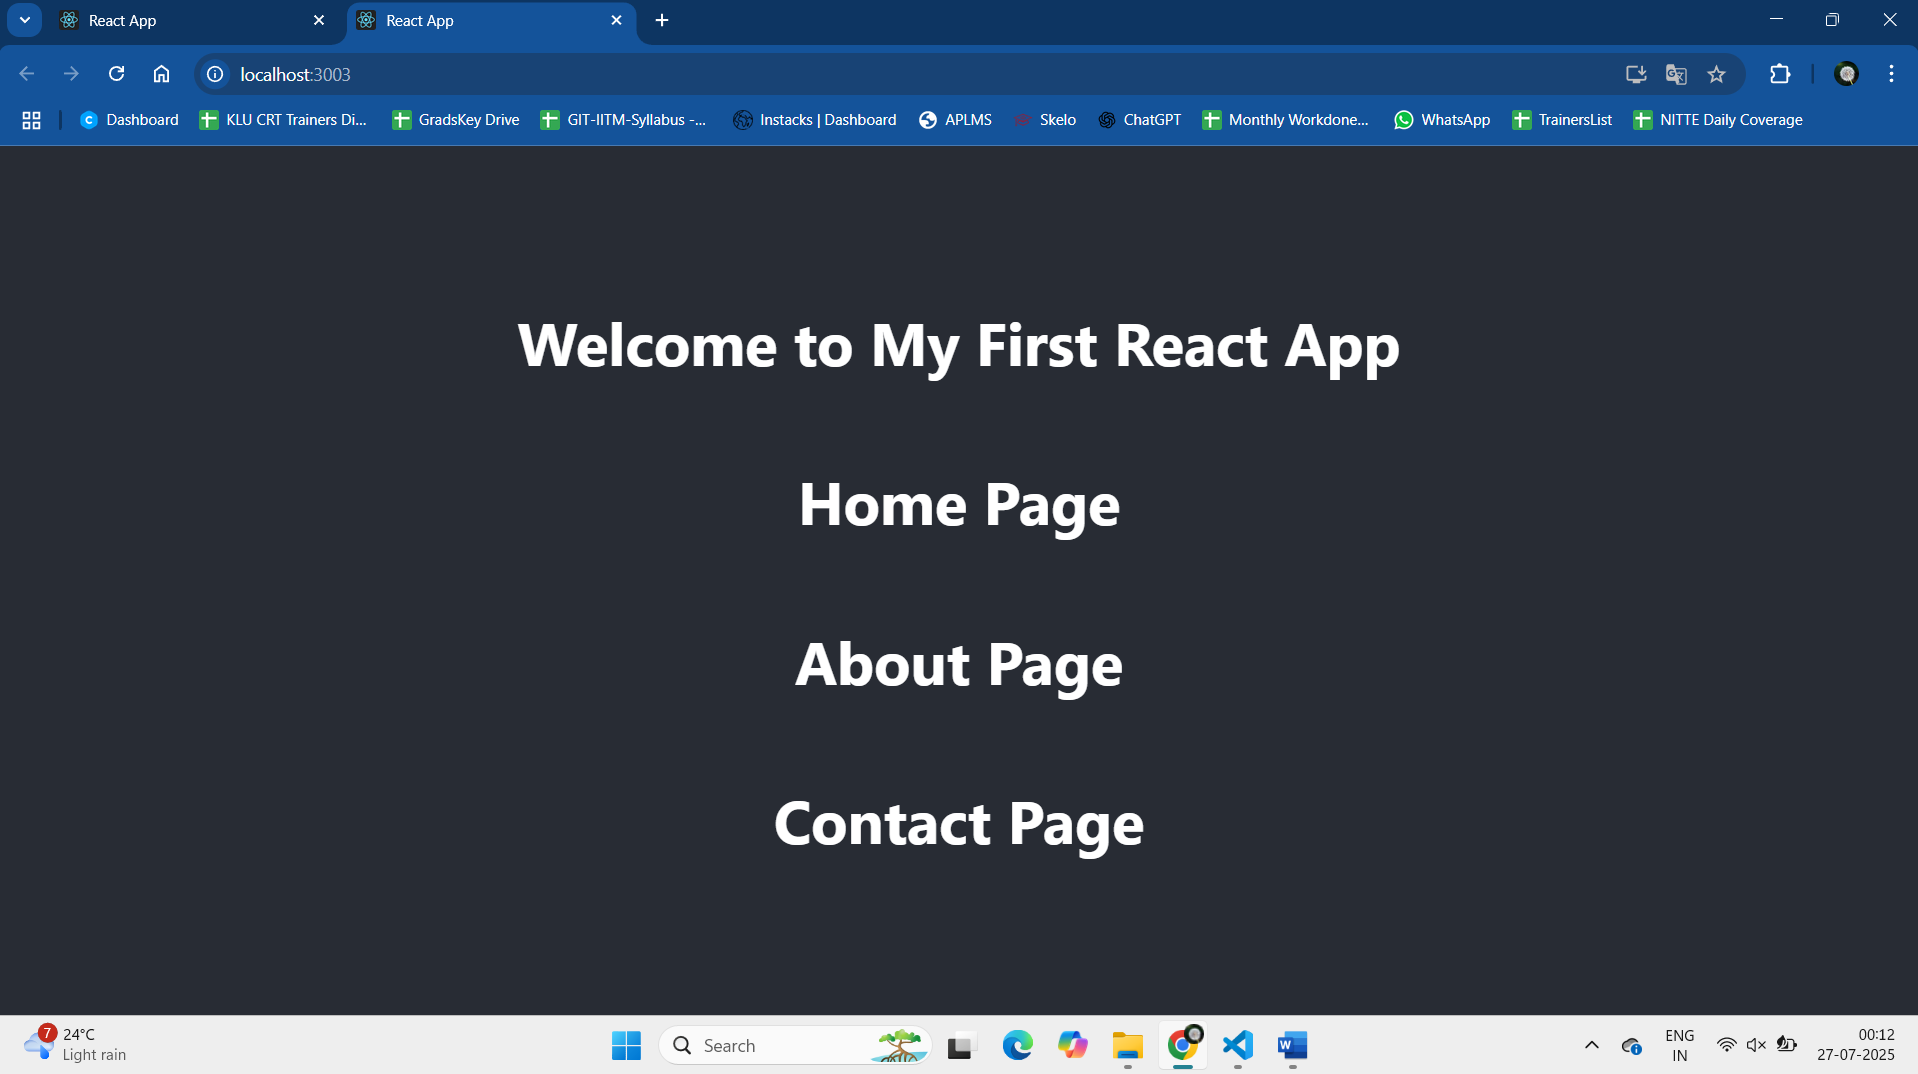 React App
React App
localhost:3003
Dashboard
KLU CRT Trainers Di...
GradsKey Drive
GIT-IITM-Syllabus -...
Instacks | Dashboard
APLMS
Skelo
ChatGPT
Monthly Workdone...
WhatsApp
TrainersList
NITTE Daily Coverage
Welcome to My First React App
Home Page
About Page
Contact Page
7
24°C
Light rain
Search
ENG
IN
00:12
27-07-2025